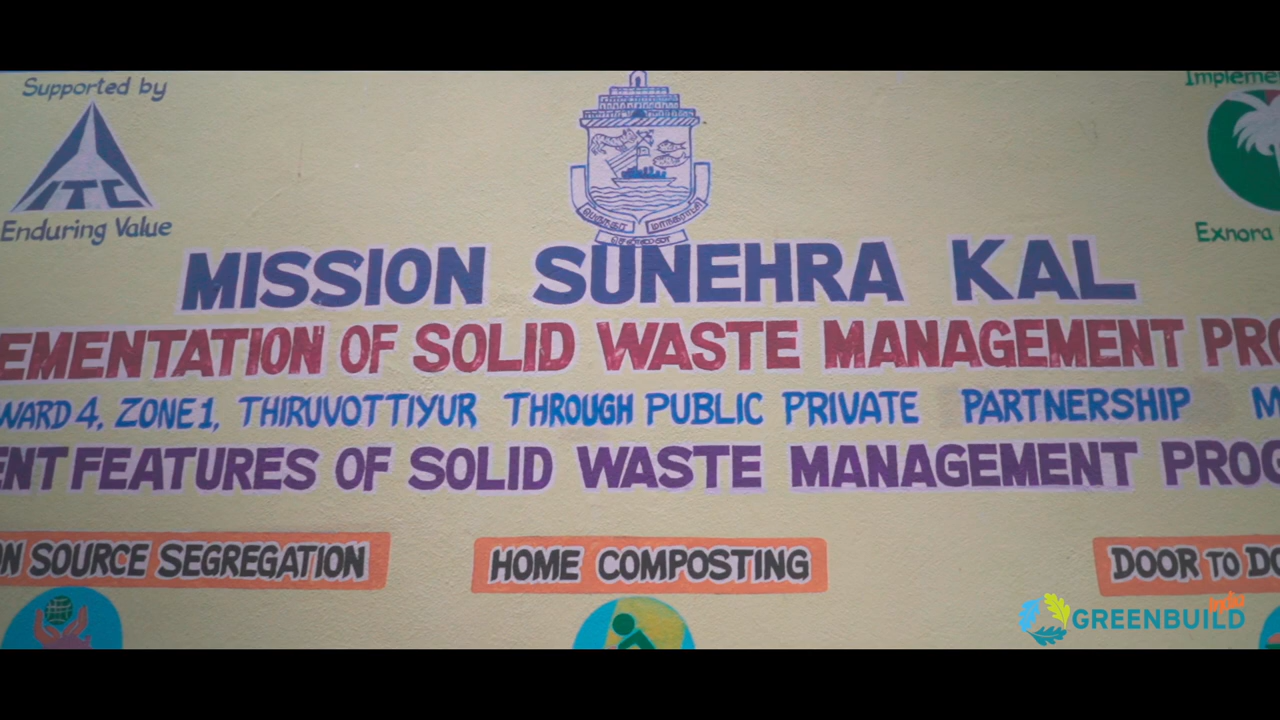 Supported by
ITC
Enduring Value
பெருநகர மாநகராட்சி
சென்னை
Impleme
Exnora
MISSION SUNEHRA KAL
EMENTATION OF SOLID WASTE MANAGEMENT PRO
WARD 4, ZONE 1, THIRUVOTTIYUR THROUGH PUBLIC PRIVATE PARTNERSHIP M
ENT FEATURES OF SOLID WASTE MANAGEMENT PROG
ON SOURCE SEGREGATION
HOME COMPOSTING
DOOR TO DO
GREENBUILD